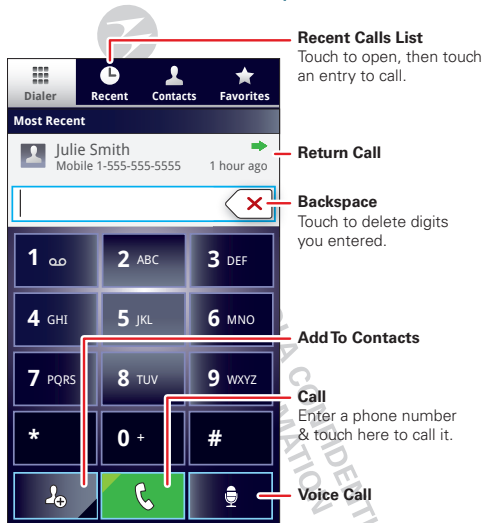 Recent Calls List
Touch to open, then touch
an entry to call.
Dialer Recent Contacts Favorites
Most Recent
Julie Smith
Mobile 1-555-555-5555 1 hour ago
Return Call
Backspace
Touch to delete digits
you entered.
1 2 ABC 3 DEF
4 GHI 5 JKL 6 MNO
Add To Contacts
7 PQRS 8 TUV 9 WXYZ
Call
Enter a phone number
& touch here to call it.
* 0 + #
Voice Call